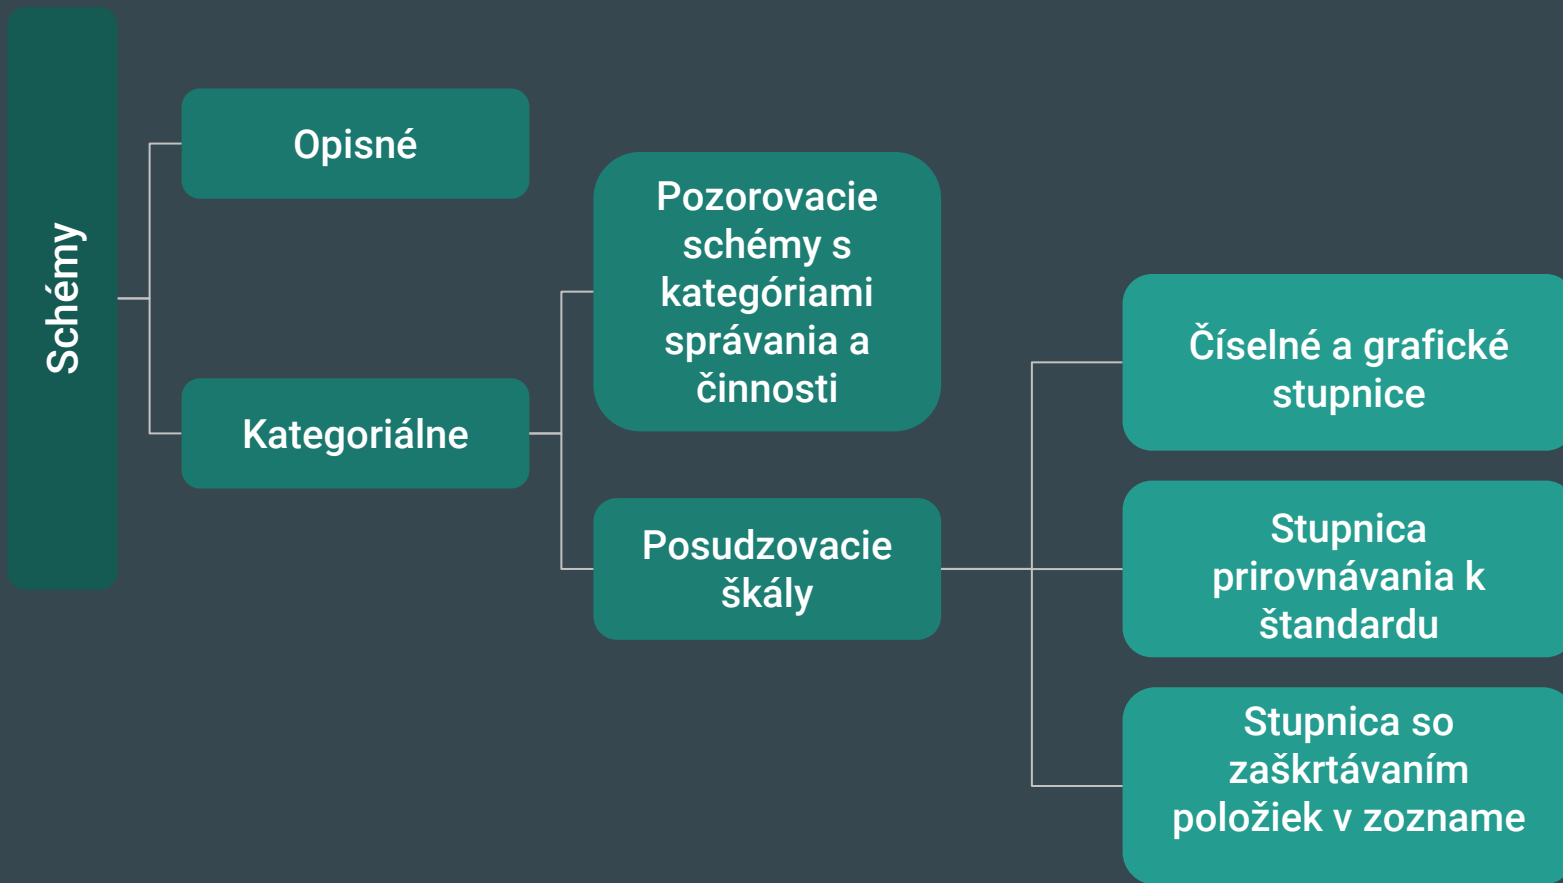 Schémy
Opisné
Kategoriálne
Pozorovacie
schémy s
kategóriami
správania a
činnosti
Posudzovacie
škály
Číselné a grafické
stupnice
Stupnica
prirovnávania k
štandardu
Stupnica so
zaškrtávaním
položiek v zozname